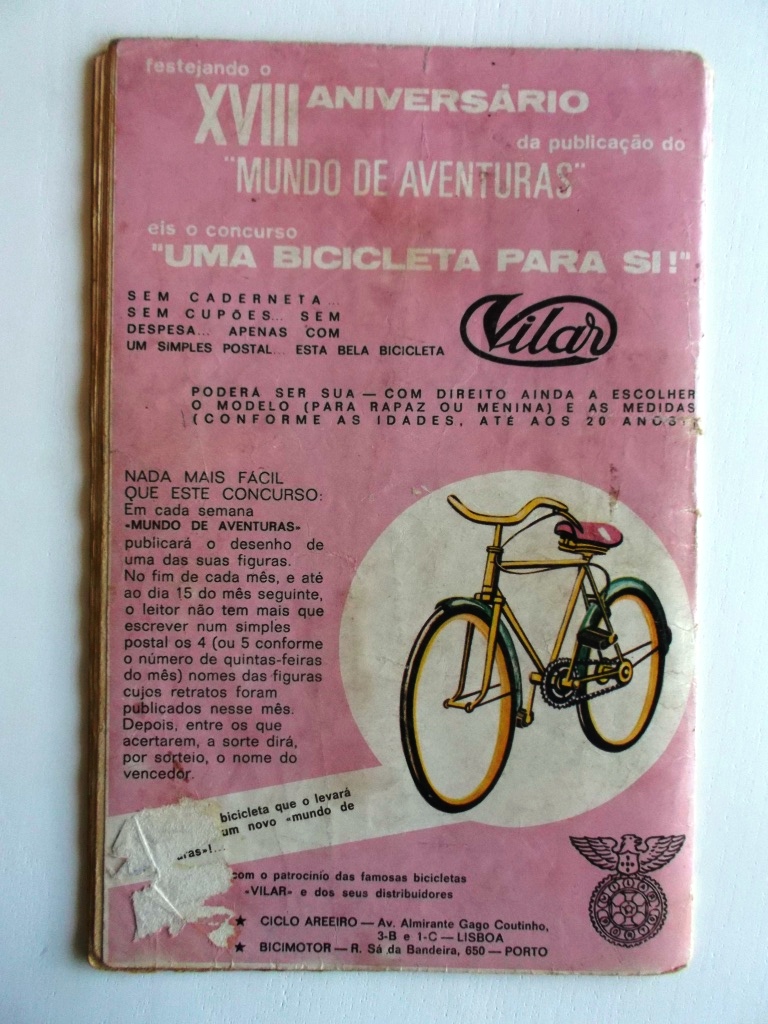 festejando o
XVIII ANIVERSÁRIO
da publicação do
"MUNDO DE AVENTURAS"
eis o concurso
"UMA BICICLETA PARA SI!"
SEM CADERNETA...
SEM CUPÕES... SEM
DESPESA... APENAS COM
UM SIMPLES POSTAL... ESTA BELA BICICLETA
Vilar
PODERÁ SER SUA — COM DIREITO AINDA A ESCOLHER
O MODELO (PARA RAPAZ OU MENINA) E AS MEDIDAS
(CONFORME AS IDADES, ATÉ AOS 20 ANOS)
NADA MAIS FÁCIL
QUE ESTE CONCURSO:
Em cada semana
«MUNDO DE AVENTURAS»
publicará o desenho de
uma das suas figuras.
No fim de cada mês, e até
ao dia 15 do mês seguinte,
o leitor não tem mais que
escrever num simples
postal os 4 (ou 5 conforme
o número de quintas-feiras
do mês) nomes das figuras
cujos retratos foram
publicados nesse mês.
Depois, entre os que
acertarem, a sorte dirá,
por sorteio, o nome do
vencedor.
bicicleta que o levará
um novo «mundo de
uras»!...
com o patrocínio das famosas bicicletas
«VILAR» e dos seus distribuidores
★ CICLO AREEIRO — Av. Almirante Gago Coutinho,
3-B e 1-C — LISBOA
★ BICIMOTOR — R. Sá da Bandeira, 650 — PORTO